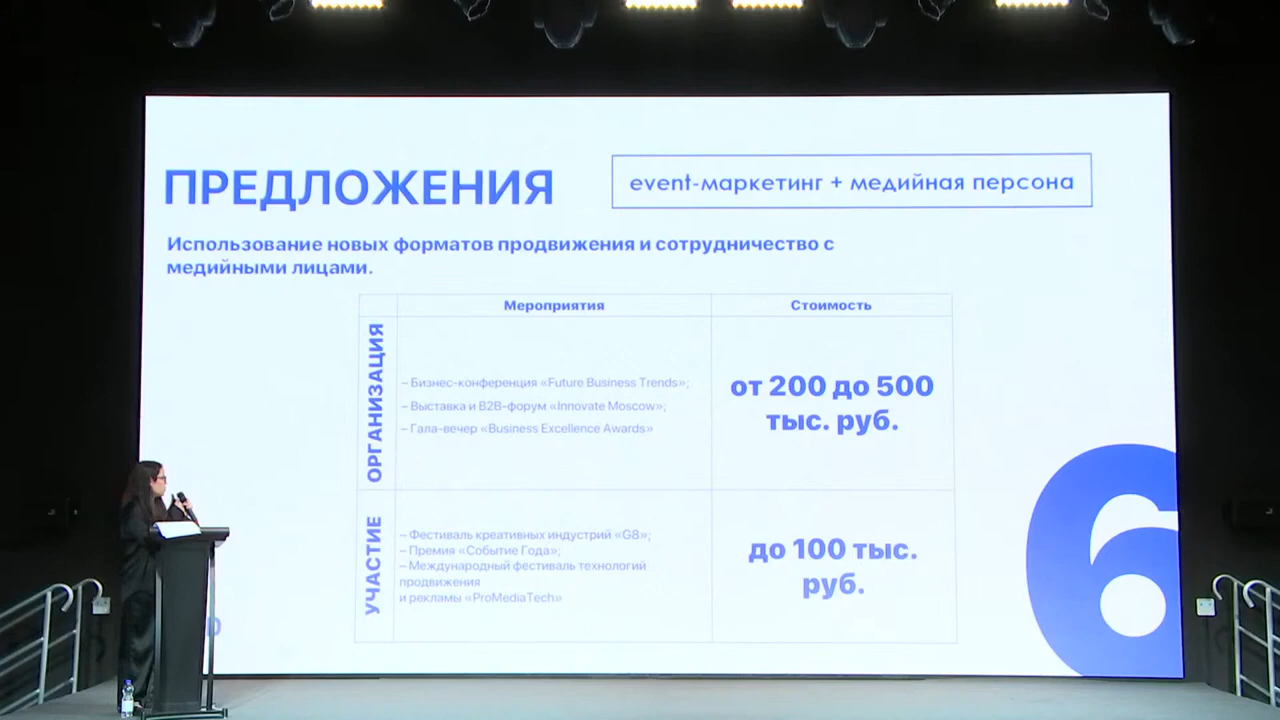 ПРЕДЛОЖЕНИЯ
event-маркетинг + медийная персона
Использование новых форматов продвижения и сотрудничество с
медийными лицами.
Мероприятия
Стоимость
ОРГАНИЗАЦИЯ
– Бизнес-конференция «Future Business Trends»;
– Выставка и B2B-форум «Innovate Moscow»;
– Гала-вечер «Business Excellence Awards»
от 200 до 500
тыс. руб.
УЧАСТИЕ
– Фестиваль креативных индустрий «G8»;
– Премия «Событие Года»;
– Международный фестиваль технологий
продвижения
и рекламы «ProMediaTech»
до 100 тыс.
руб.
6